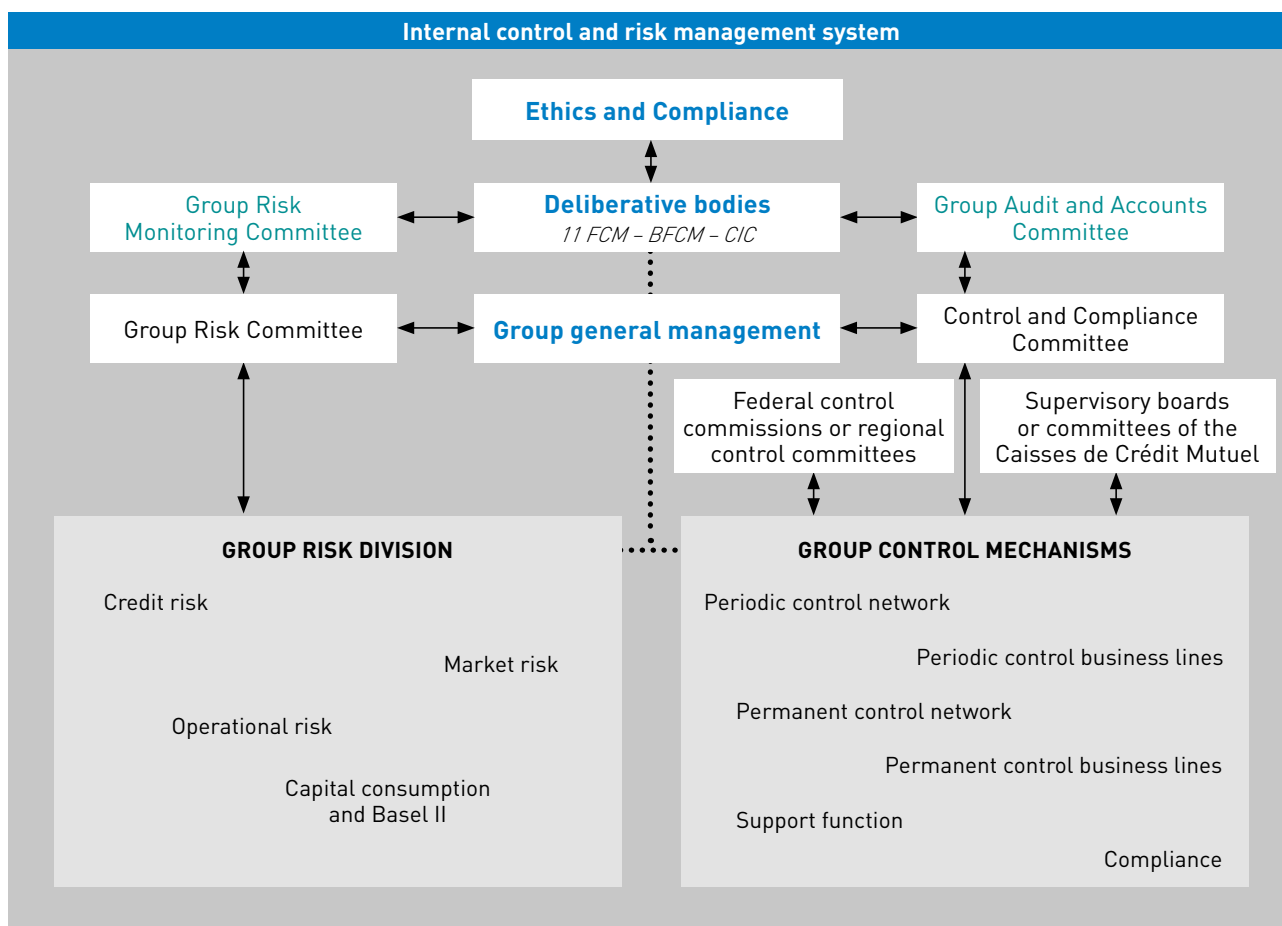 Internal control and risk management system
Ethics and Compliance
Group Risk
Monitoring Committee
Deliberative bodies
11 FCM – BFCM – CIC
Group Audit and Accounts
Committee
Group Risk Committee
Group general management
Control and Compliance
Committee
Federal control
commissions or regional
control committees
Supervisory boards
or committees of the
Caisses de Crédit Mutuel
GROUP RISK DIVISION
Credit risk
Market risk
Operational risk
Capital consumption
and Basel II
GROUP CONTROL MECHANISMS
Periodic control network
Periodic control business lines
Permanent control network
Permanent control business lines
Support function
Compliance